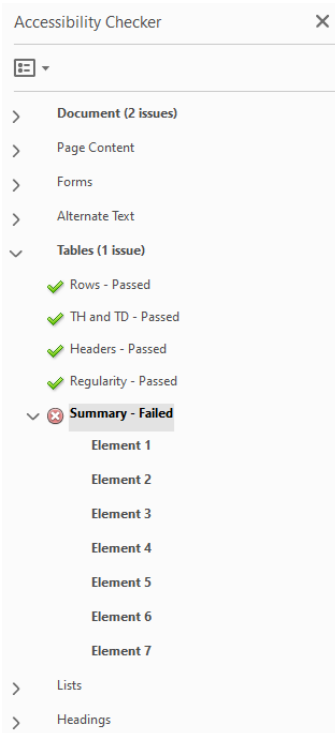 Accessibility Checker
Document (2 issues)
Page Content
Forms
Alternate Text
Tables (1 issue)
Rows - Passed
TH and TD - Passed
Headers - Passed
Regularity - Passed
Summary - Failed
Element 1
Element 2
Element 3
Element 4
Element 5
Element 6
Element 7
Lists
Headings